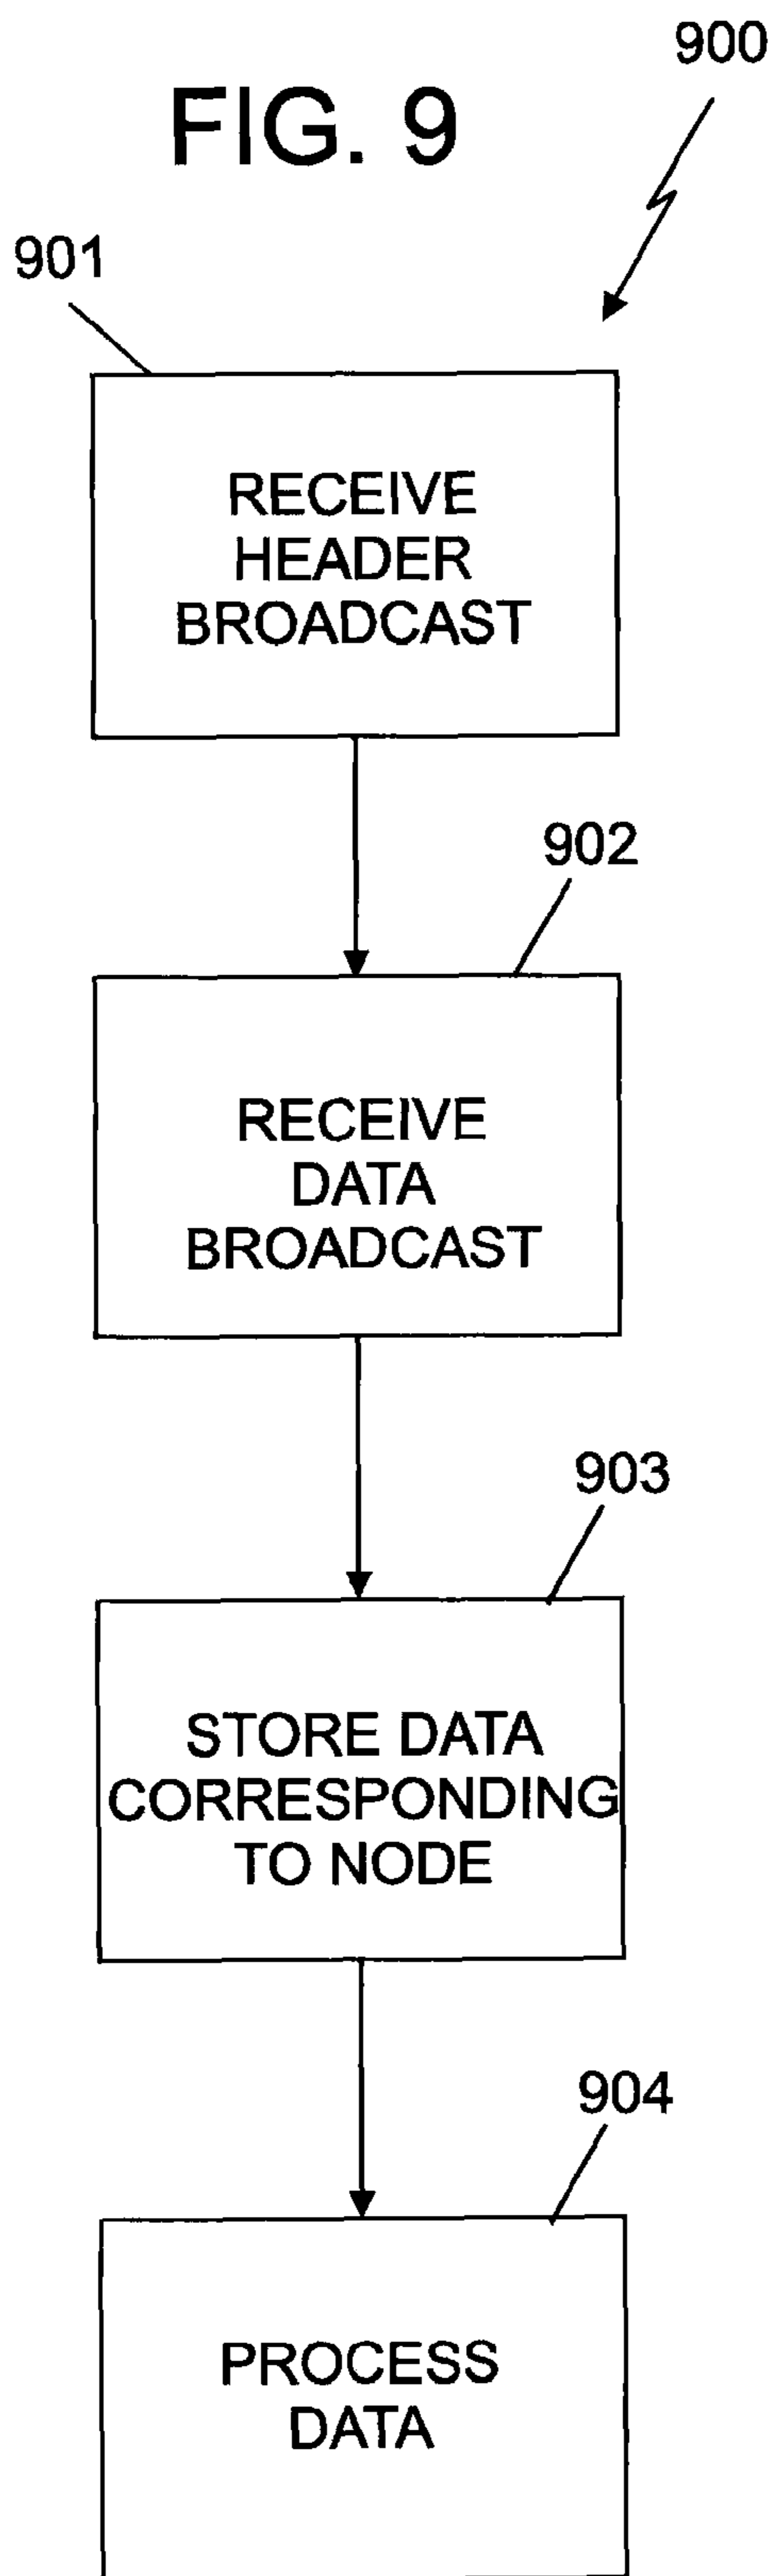 900
FIG. 9
901
RECEIVE
HEADER
BROADCAST
902
RECEIVE
DATA
BROADCAST
903
STORE DATA
CORRESPONDING
TO NODE
904
PROCESS
DATA